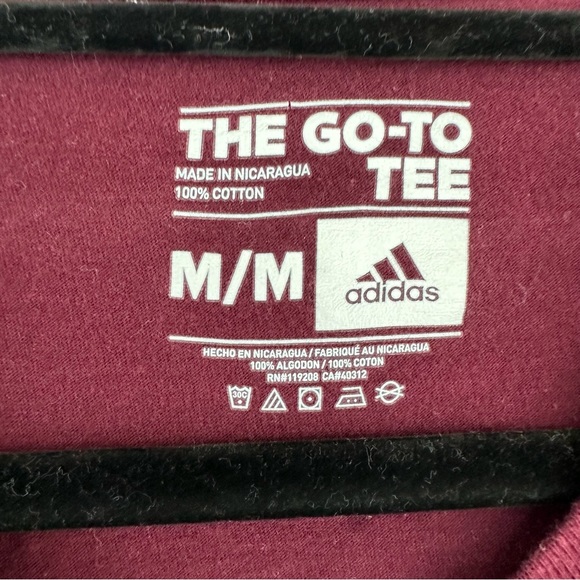 THE GO-TO
MADE IN NICARAGUA TEE
100% COTTON
M/M
adidas
HECHO EN NICARAGUA / FABRIQUÉ AU NICARAGUA
100% ALGODON / 100% COTON
RN#119208 CA#40312
30C